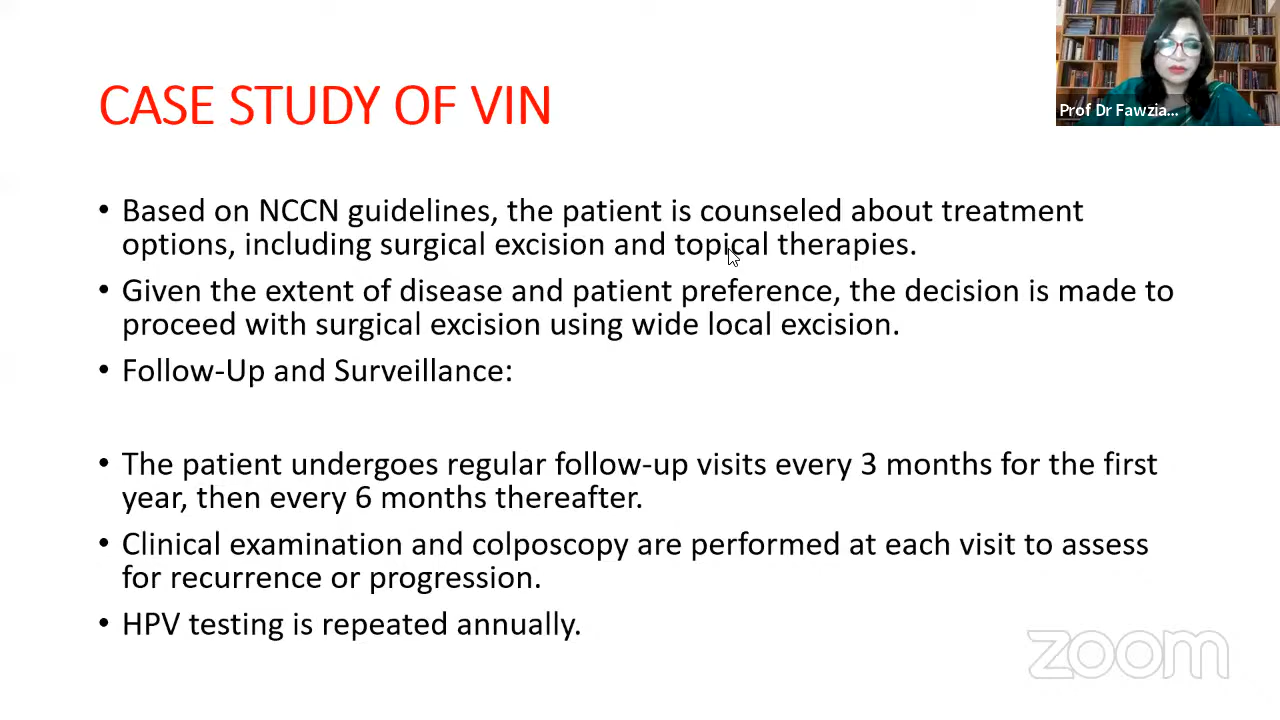 CASE STUDY OF VIN
Prof Dr Fawzia...
• Based on NCCN guidelines, the patient is counseled about treatment
options, including surgical excision and topical therapies.
• Given the extent of disease and patient preference, the decision is made to
proceed with surgical excision using wide local excision.
• Follow-Up and Surveillance:
• The patient undergoes regular follow-up visits every 3 months for the first
year, then every 6 months thereafter.
• Clinical examination and colposcopy are performed at each visit to assess
for recurrence or progression.
• HPV testing is repeated annually.
zoom